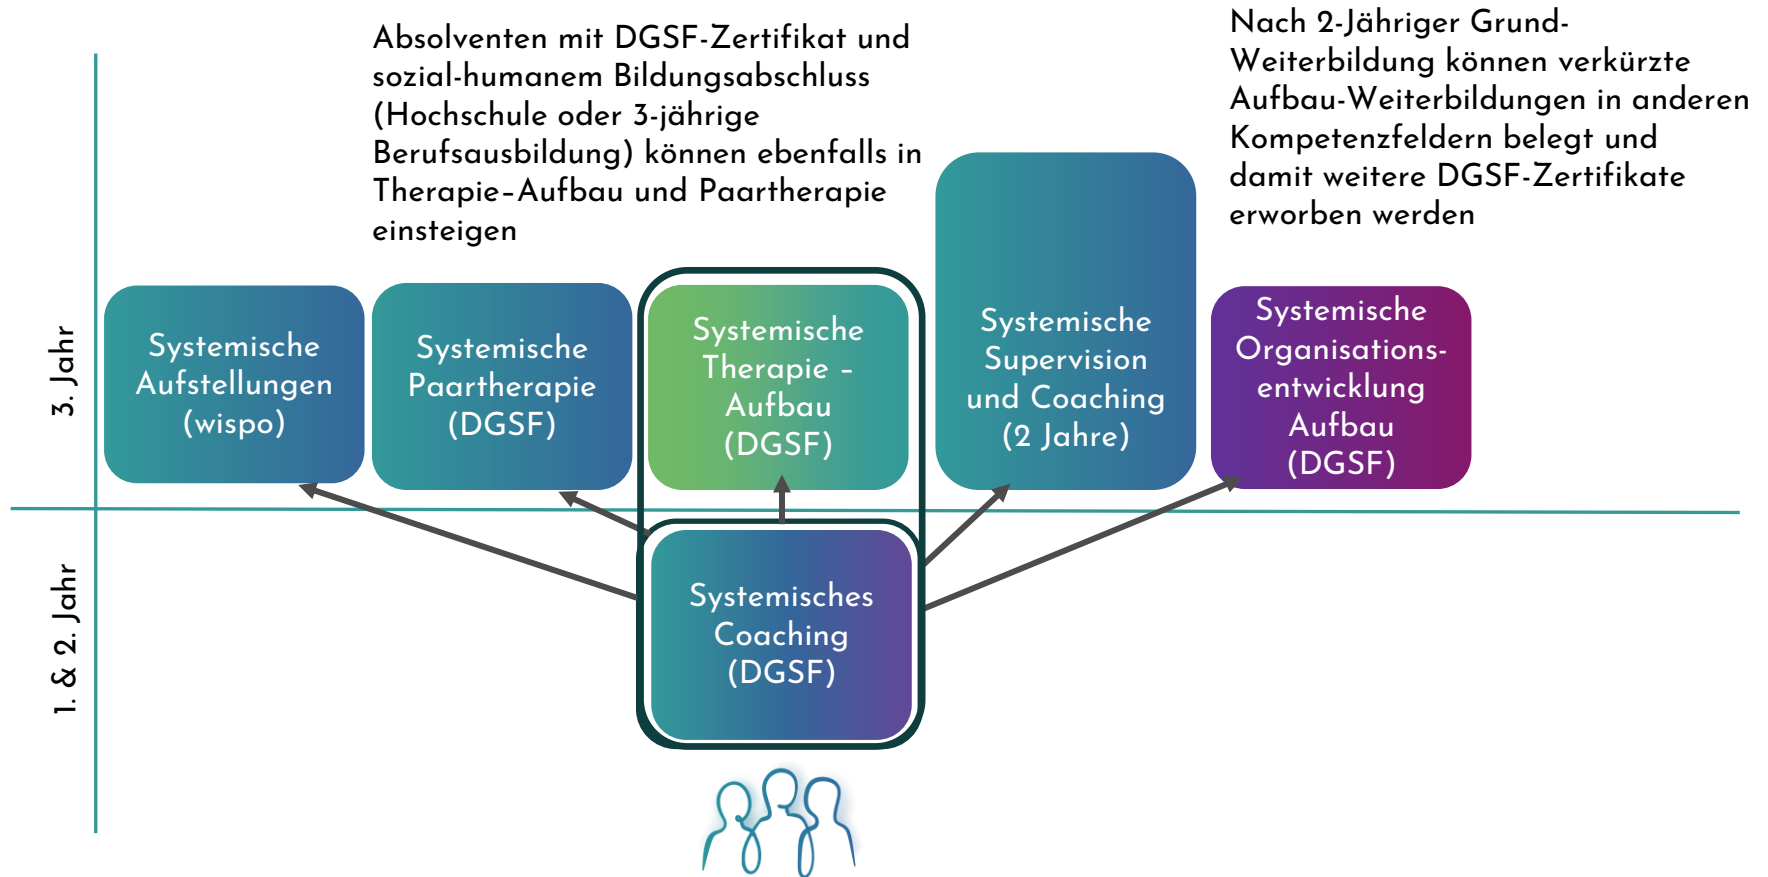 Absolventen mit DGSF-Zertifikat und
sozial-humanem Bildungsabschluss
(Hochschule oder 3-jährige
Berufsausbildung) können ebenfalls in
Therapie–Aufbau und Paartherapie
einsteigen
Nach 2-Jähriger Grund-
Weiterbildung können verkürzte
Aufbau-Weiterbildungen in anderen
Kompetenzfeldern belegt und
damit weitere DGSF-Zertifikate
erworben werden
3. Jahr
Systemische
Aufstellungen
(wispo)
Systemische
Paartherapie
(DGSF)
Systemische
Therapie –
Aufbau
(DGSF)
Systemische
Supervision
und Coaching
(2 Jahre)
Systemische
Organisations-
entwicklung
Aufbau
(DGSF)
1. & 2. Jahr
Systemisches
Coaching
(DGSF)